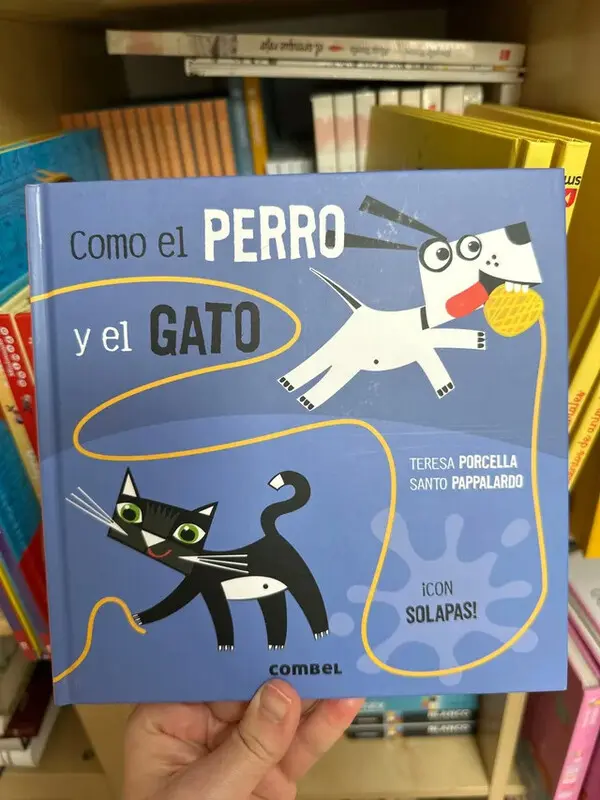 Como el PERRO
y el GATO
TERESA PORCELLA
SANTO PAPPALARDO
¡CON
SOLAPAS!
COMBEL